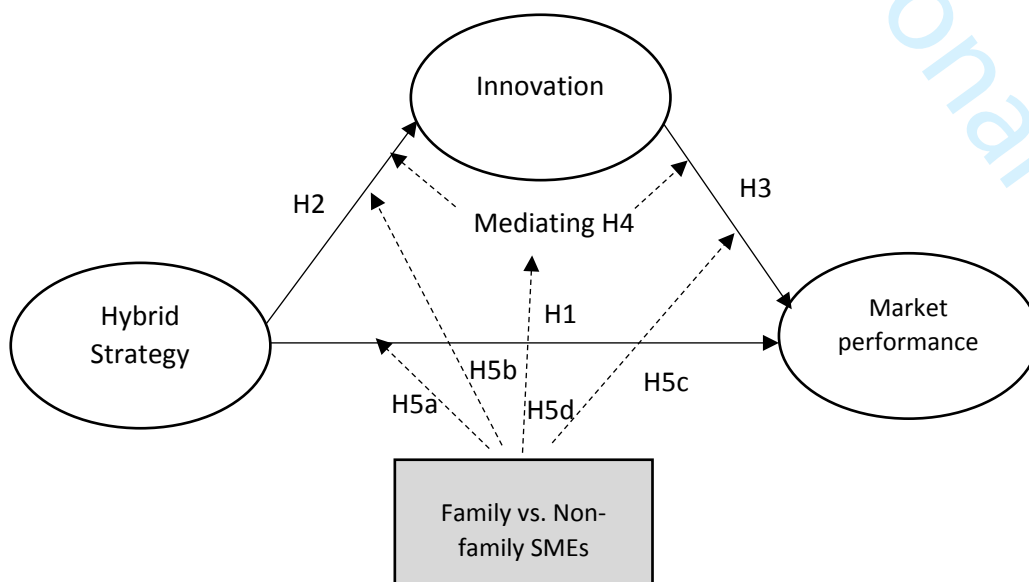 Innovation
H2
H3
Mediating H4
Hybrid
Strategy
H1
Market
performance
H5a
H5b
H5d
H5c
Family vs. Non-
family SMEs